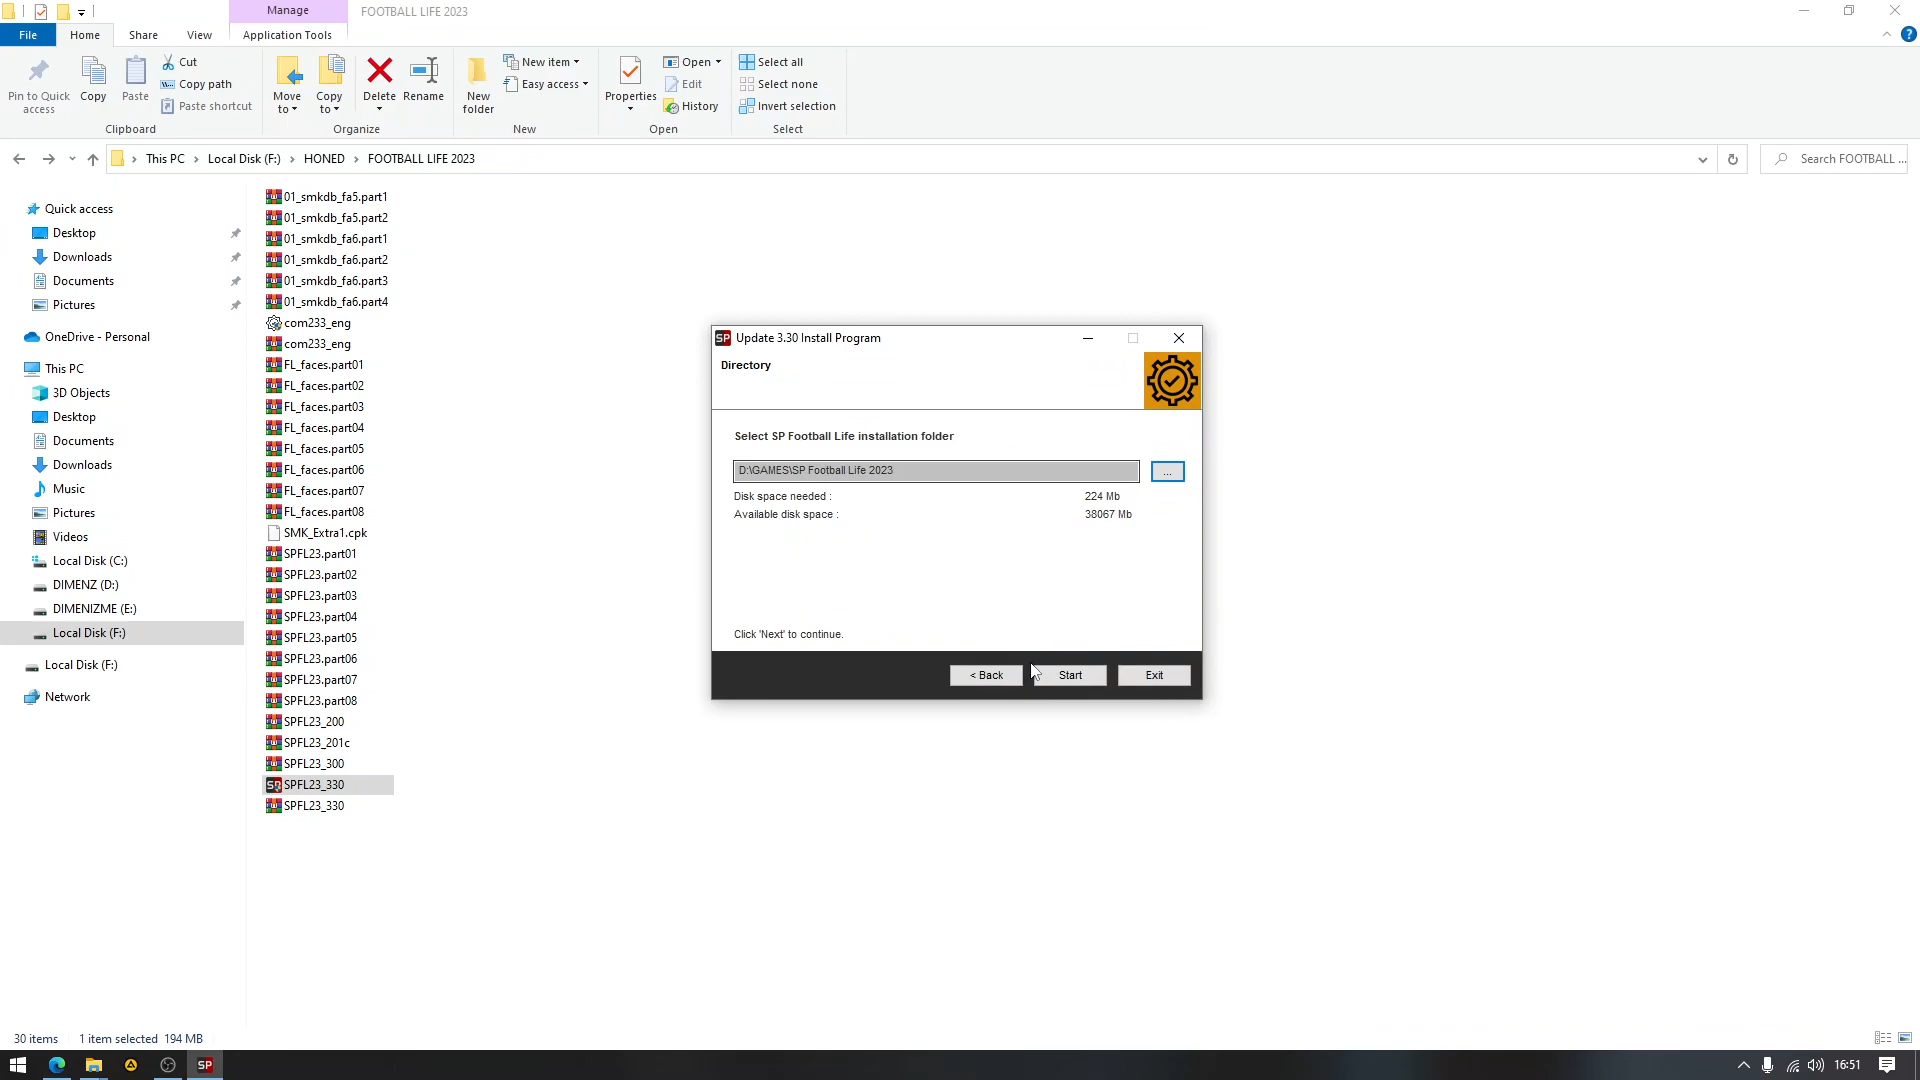 Manage
FOOTBALL LIFE 2023
File
Home
Share
View
Application Tools
Pin to Quick access
Copy
Paste
Cut
Copy path
Paste shortcut
Clipboard
Move to
Copy to
Delete
Rename
Organize
New folder
New item
Easy access
New
Properties
Open
Edit
History
Open
Select all
Select none
Invert selection
Select
This PC
Local Disk (F:)
HONED
FOOTBALL LIFE 2023
Search FOOTBALL ...
Quick access
Desktop
Downloads
Documents
Pictures
OneDrive - Personal
This PC
3D Objects
Desktop
Documents
Downloads
Music
Pictures
Videos
Local Disk (C:)
DIMENZ (D:)
DIMENIZME (E:)
Local Disk (F:)
Local Disk (F:)
Network
01_smkdb_fa5.part1
01_smkdb_fa5.part2
01_smkdb_fa6.part1
01_smkdb_fa6.part2
01_smkdb_fa6.part3
01_smkdb_fa6.part4
com233_eng
com233_eng
FL_faces.part01
FL_faces.part02
FL_faces.part03
FL_faces.part04
FL_faces.part05
FL_faces.part06
FL_faces.part07
FL_faces.part08
SMK_Extra1.cpk
SPFL23.part01
SPFL23.part02
SPFL23.part03
SPFL23.part04
SPFL23.part05
SPFL23.part06
SPFL23.part07
SPFL23.part08
SPFL23_200
SPFL23_201c
SPFL23_300
SPFL23_330
SPFL23_330
SP Update 3.30 Install Program
Directory
Select SP Football Life installation folder
D:\GAMES\SP Football Life 2023
...
Disk space needed : 224 Mb
Available disk space : 38067 Mb
Click 'Next' to continue.
< Back
Start
Exit
30 items 1 item selected 194 MB
SP
16:51